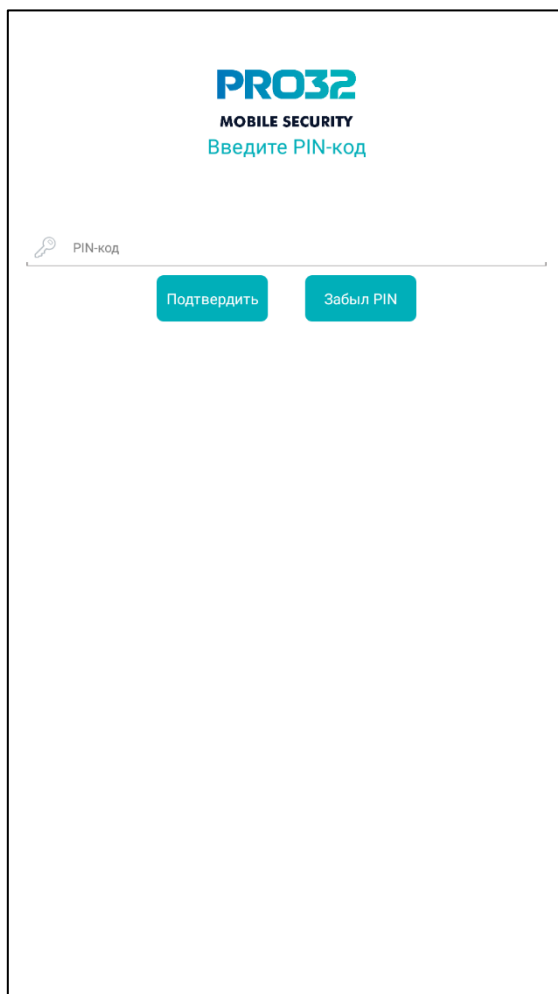 PRO32
MOBILE SECURITY
Введите PIN-код
PIN-код
Подтвердить Забыл PIN